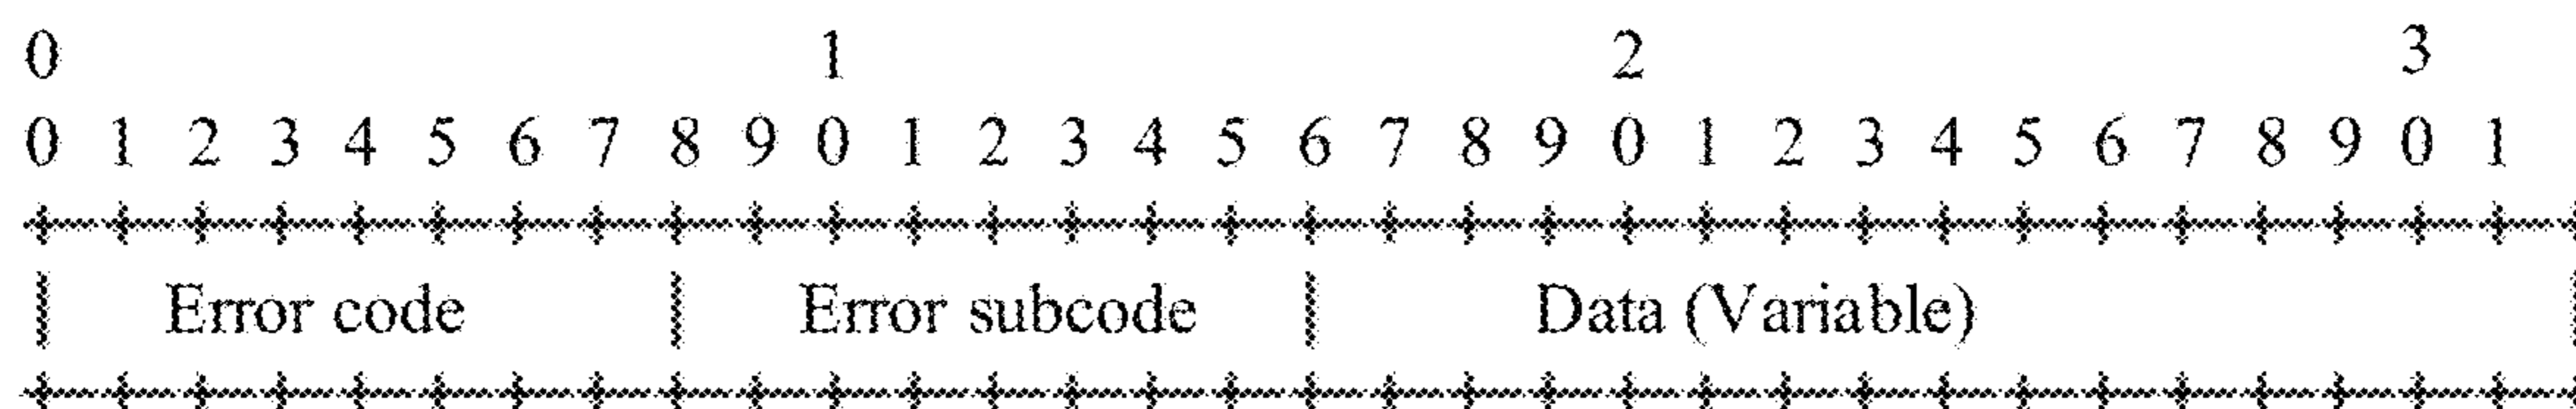 0 1 2 3
0 1 2 3 4 5 6 7 8 9 0 1 2 3 4 5 6 7 8 9 0 1 2 3 4 5 6 7 8 9 0 1
+-+-+-+-+-+-+-+-+-+-+-+-+-+-+-+-+-+-+-+-+-+-+-+-+-+-+-+-+-+-+-+-
| Error code | Error subcode | Data (Variable) |
+-+-+-+-+-+-+-+-+-+-+-+-+-+-+-+-+-+-+-+-+-+-+-+-+-+-+-+-+-+-+-+-